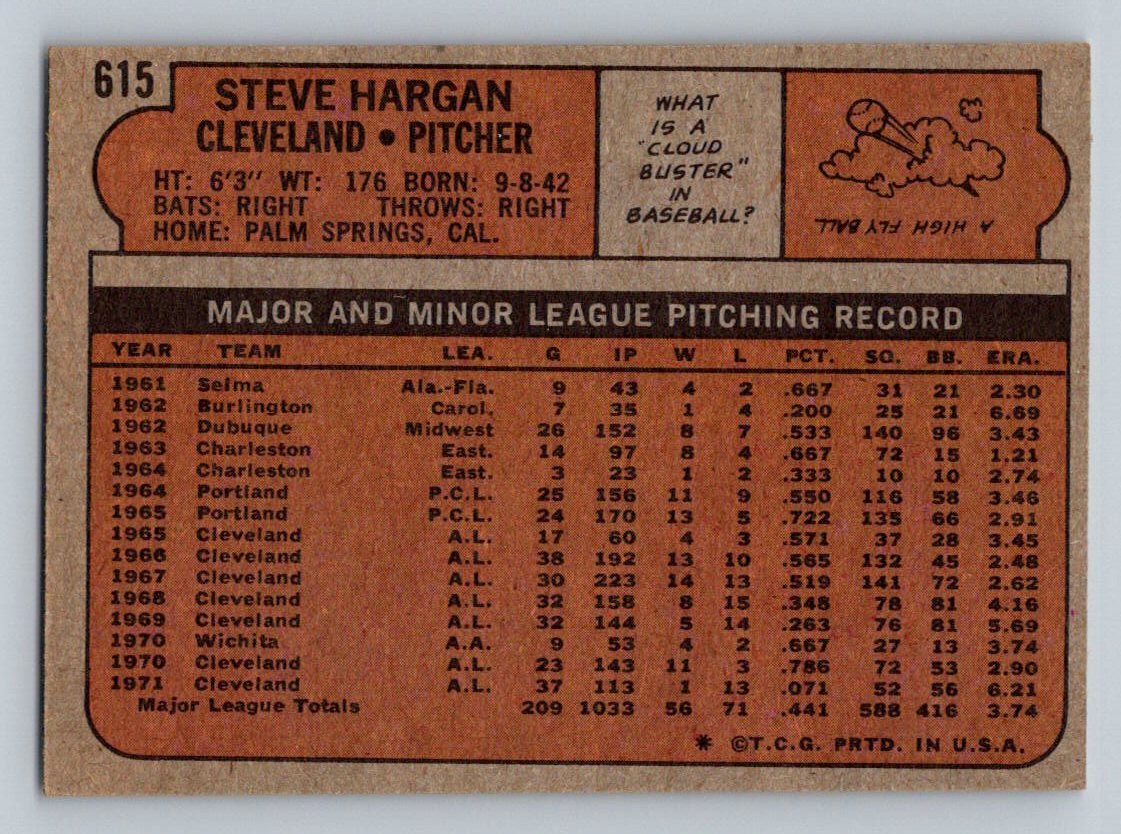 615
STEVE HARGAN
CLEVELAND • PITCHER
HT: 6'3" WT: 176 BORN: 9-8-42
BATS: RIGHT THROWS: RIGHT
HOME: PALM SPRINGS, CAL.
WHAT
IS A
"CLOUD
BUSTER"
IN
BASEBALL?
A HIGH FLY BALL
MAJOR AND MINOR LEAGUE PITCHING RECORD
YEAR TEAM LEA. G IP W L PCT. SO. BB. ERA.
1961 Selma Ala.-Fla. 9 43 4 2 .667 31 21 2.30
1962 Burlington Carol. 7 35 1 4 .200 25 21 6.69
1962 Dubuque Midwest 26 152 8 7 .533 140 96 3.43
1963 Charleston East. 14 97 8 4 .667 72 15 1.21
1964 Charleston East. 3 23 1 2 .333 10 10 2.74
1964 Portland P.C.L. 25 156 11 9 .550 116 58 3.46
1965 Portland P.C.L. 24 170 13 5 .722 135 66 2.91
1965 Cleveland A.L. 17 60 4 3 .571 37 28 3.45
1966 Cleveland A.L. 38 192 13 10 .565 132 45 2.48
1967 Cleveland A.L. 30 223 14 13 .519 141 72 2.62
1968 Cleveland A.L. 32 158 8 15 .348 78 81 4.16
1969 Cleveland A.L. 32 144 5 14 .263 76 81 5.69
1970 Wichita A.A. 9 53 4 2 .667 27 13 3.74
1970 Cleveland A.L. 23 143 11 3 .786 72 53 2.90
1971 Cleveland A.L. 37 113 1 13 .071 52 56 6.21
Major League Totals 209 1033 56 71 .441 588 416 3.74
* ©T.C.G. PRTD. IN U.S.A.